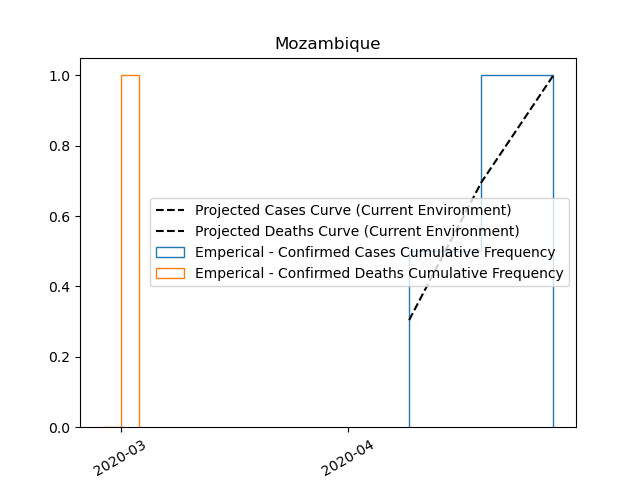 Mozambique
1.0
0.8
0.6
0.4
0.2
0.0
Projected Cases Curve (Current Environment)
Projected Deaths Curve (Current Environment)
Emperical - Confirmed Cases Cumulative Frequency
Emperical - Confirmed Deaths Cumulative Frequency
2020-03
2020-04